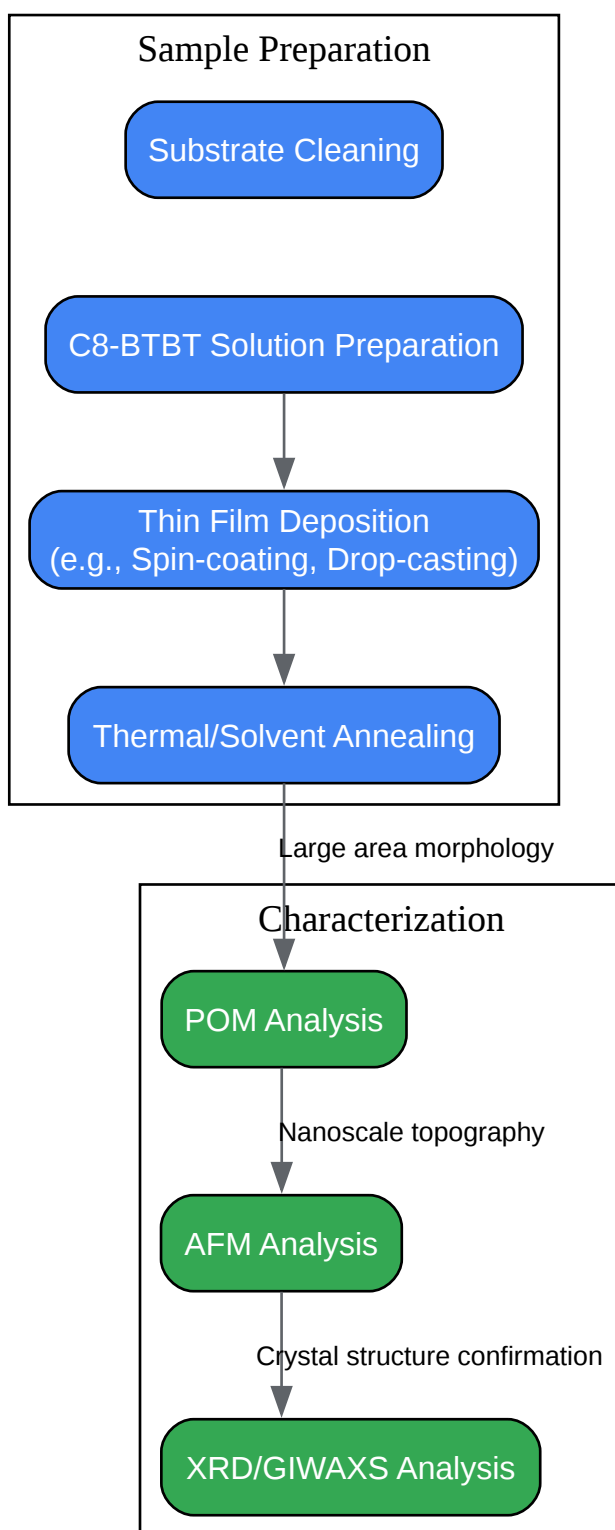 Sample Preparation
Substrate Cleaning
C8-BTBT Solution Preparation
Thin Film Deposition
(e.g., Spin-coating, Drop-casting)
Thermal/Solvent Annealing
Large area morphology
Characterization
POM Analysis
Nanoscale topography
AFM Analysis
Crystal structure confirmation
XRD/GIWAXS Analysis